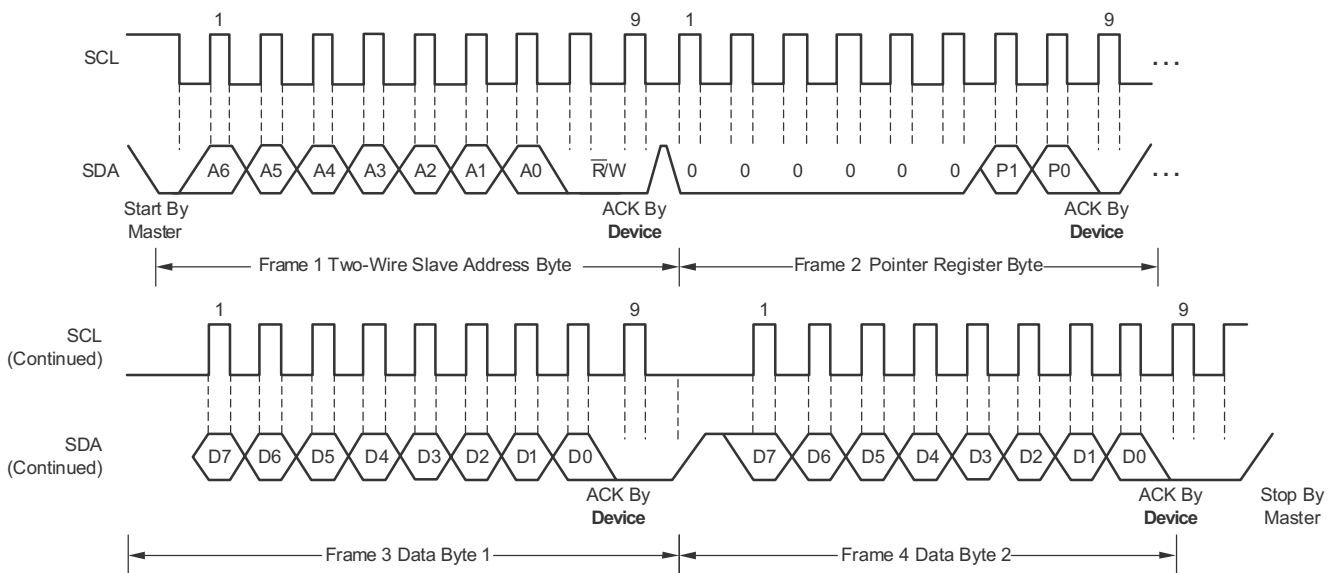 1 9 1 9
SCL ...
SDA A6 A5 A4 A3 A2 A1 A0 R̅/W 0 0 0 0 0 0 P1 P0 ...
Start By Master
ACK By Device
ACK By Device
Frame 1 Two-Wire Slave Address Byte
Frame 2 Pointer Register Byte
1 9 1 9
SCL
(Continued)
SDA
(Continued)
D7 D6 D5 D4 D3 D2 D1 D0 D7 D6 D5 D4 D3 D2 D1 D0
ACK By Device
ACK By Device
Stop By Master
Frame 3 Data Byte 1
Frame 4 Data Byte 2